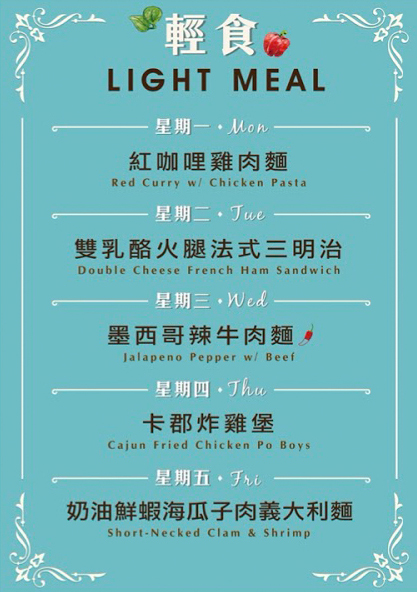 輕食
LIGHT MEAL
星期一・Mon
紅咖哩雞肉麵
Red Curry w/ Chicken Pasta
星期二・Tue
雙乳酪火腿法式三明治
Double Cheese French Ham Sandwich
星期三・Wed
墨西哥辣牛肉麵
Jalapeno Pepper w/ Beef
星期四・Thu
卡郡炸雞堡
Cajun Fried Chicken Po Boys
星期五・Fri
奶油鮮蝦海瓜子肉義大利麵
Short-Necked Clam & Shrimp